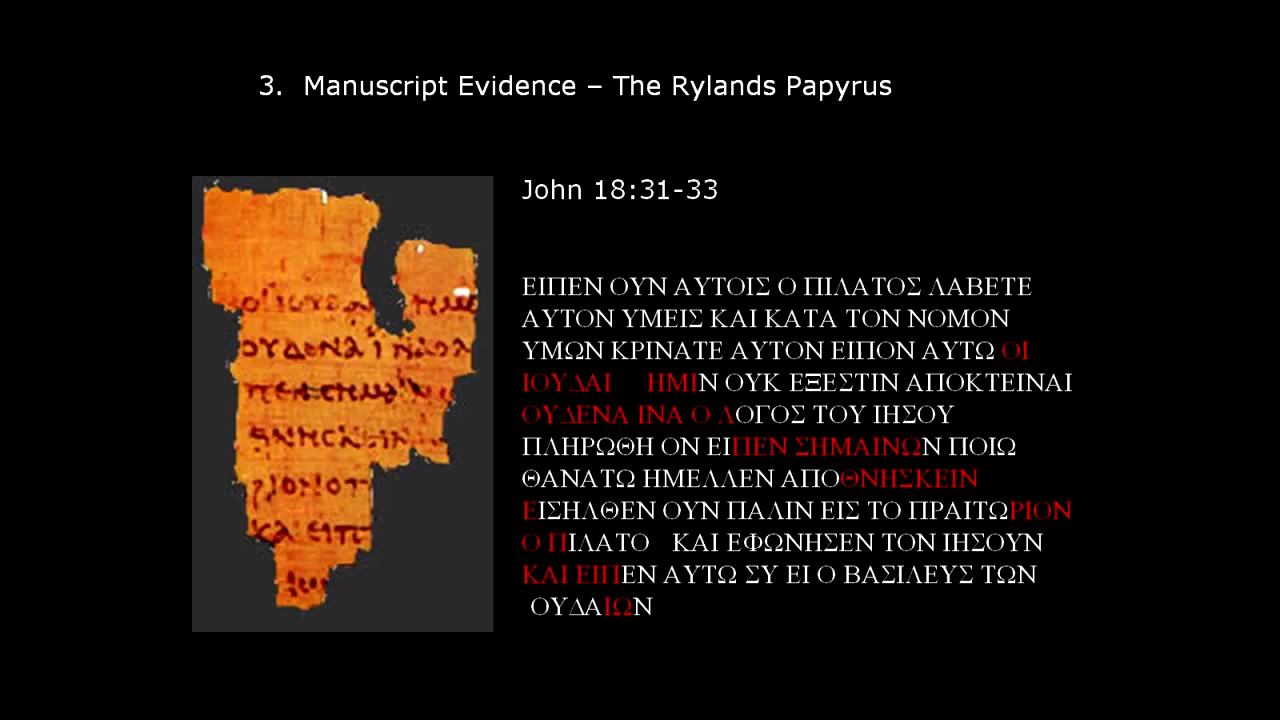 3. Manuscript Evidence – The Rylands Papyrus
John 18:31-33
ΕΙΠΕΝ ΟΥΝ ΑΥΤΟΙΣ Ο ΠΙΛΑΤΟΣ ΛΑΒΕΤΕ
ΑΥΤΟΝ ΥΜΕΙΣ ΚΑΙ ΚΑΤΑ ΤΟΝ ΝΟΜΟΝ
ΥΜΩΝ ΚΡΙΝΑΤΕ ΑΥΤΟΝ ΕΙΠΟΝ ΑΥΤΩ ΟΙ
ΙΟΥΔΑΙ ΗΜΙΝ ΟΥΚ ΕΞΕΣΤΙΝ ΑΠΟΚΤΕΙΝΑΙ
ΟΥΔΕΝΑ ΙΝΑ Ο ΛΟΓΟΣ ΤΟΥ ΙΗΣΟΥ
ΠΛΗΡΩΘΗ ΟΝ ΕΙΠΕΝ ΣΗΜΑΙΝΩΝ ΠΟΙΩ
ΘΑΝΑΤΩ ΗΜΕΛΛΕΝ ΑΠΟΘΝΗΣΚΕΙΝ
ΕΙΣΗΛΘΕΝ ΟΥΝ ΠΑΛΙΝ ΕΙΣ ΤΟ ΠΡΑΙΤΩΡΙΟΝ
Ο ΠΙΛΑΤΟ ΚΑΙ ΕΦΩΝΗΣΕΝ ΤΟΝ ΙΗΣΟΥΝ
ΚΑΙ ΕΙΠΕΝ ΑΥΤΩ ΣΥ ΕΙ Ο ΒΑΣΙΛΕΥΣ ΤΩΝ
ΟΥΔΑΙΩΝ